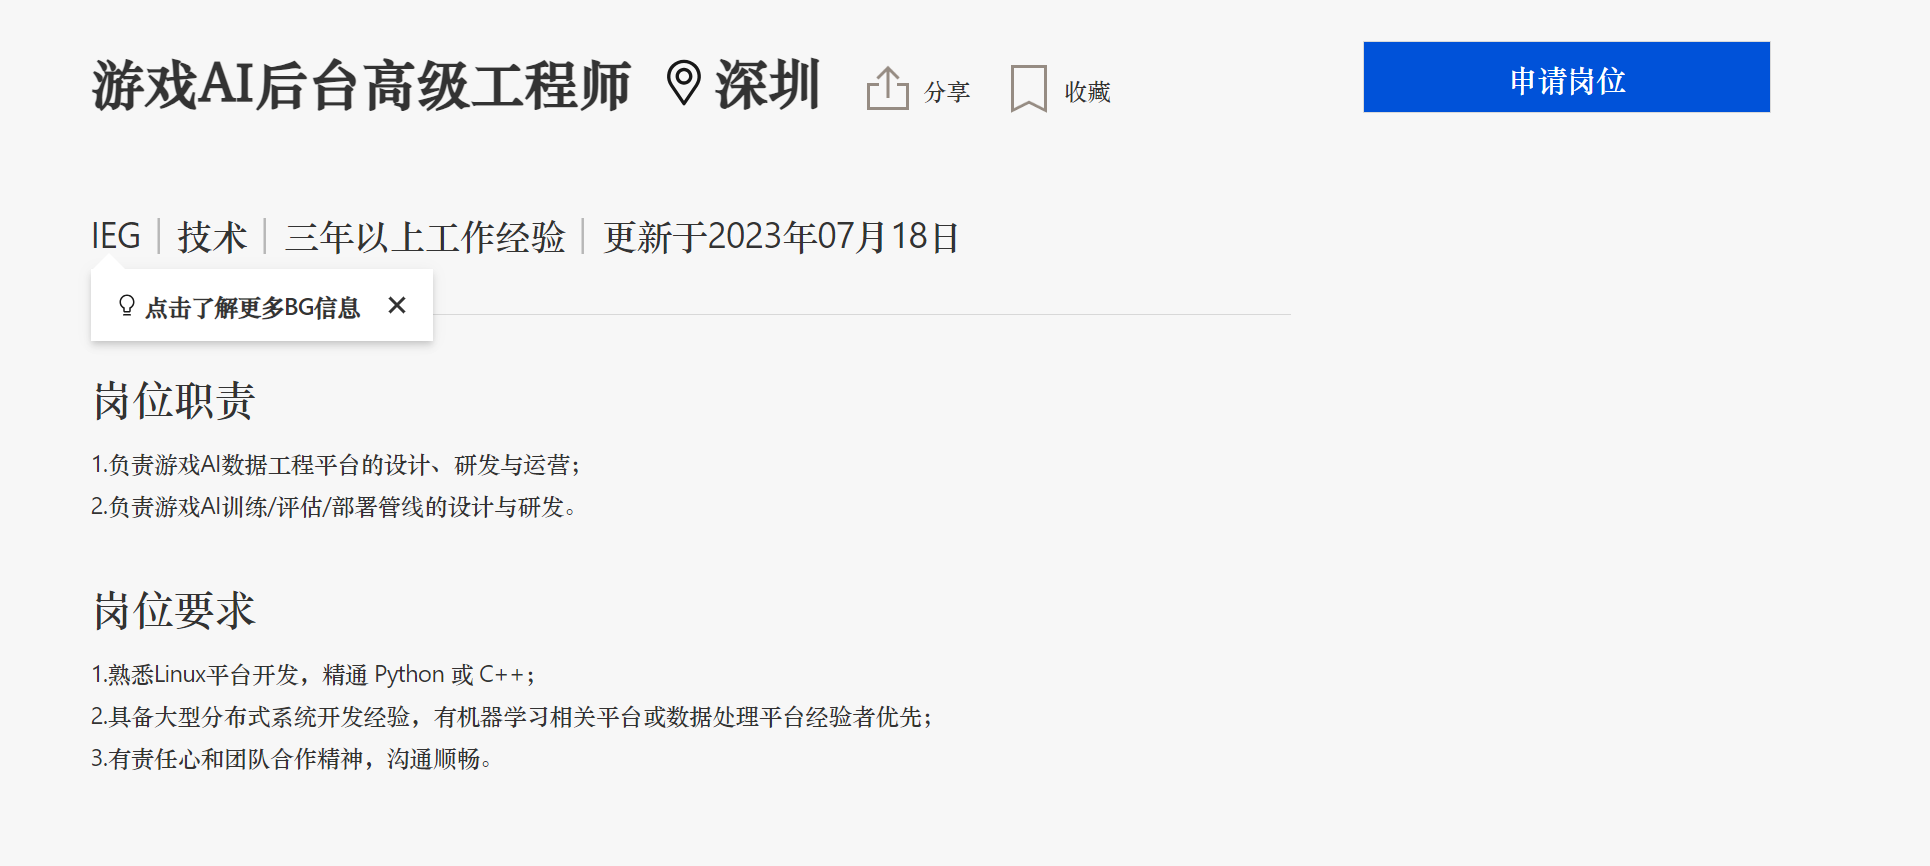 游戏AI后台高级工程师 深圳 分享 收藏 申请岗位
IEG 技术 三年以上工作经验 更新于2023年07月18日
点击了解更多BG信息
岗位职责
1.负责游戏AI数据工程平台的设计、研发与运营；
2.负责游戏AI训练/评估/部署管线的设计与研发。
岗位要求
1.熟悉Linux平台开发，精通 Python 或 C++；
2.具备大型分布式系统开发经验，有机器学习相关平台或数据处理平台经验者优先；
3.有责任心和团队合作精神，沟通顺畅。